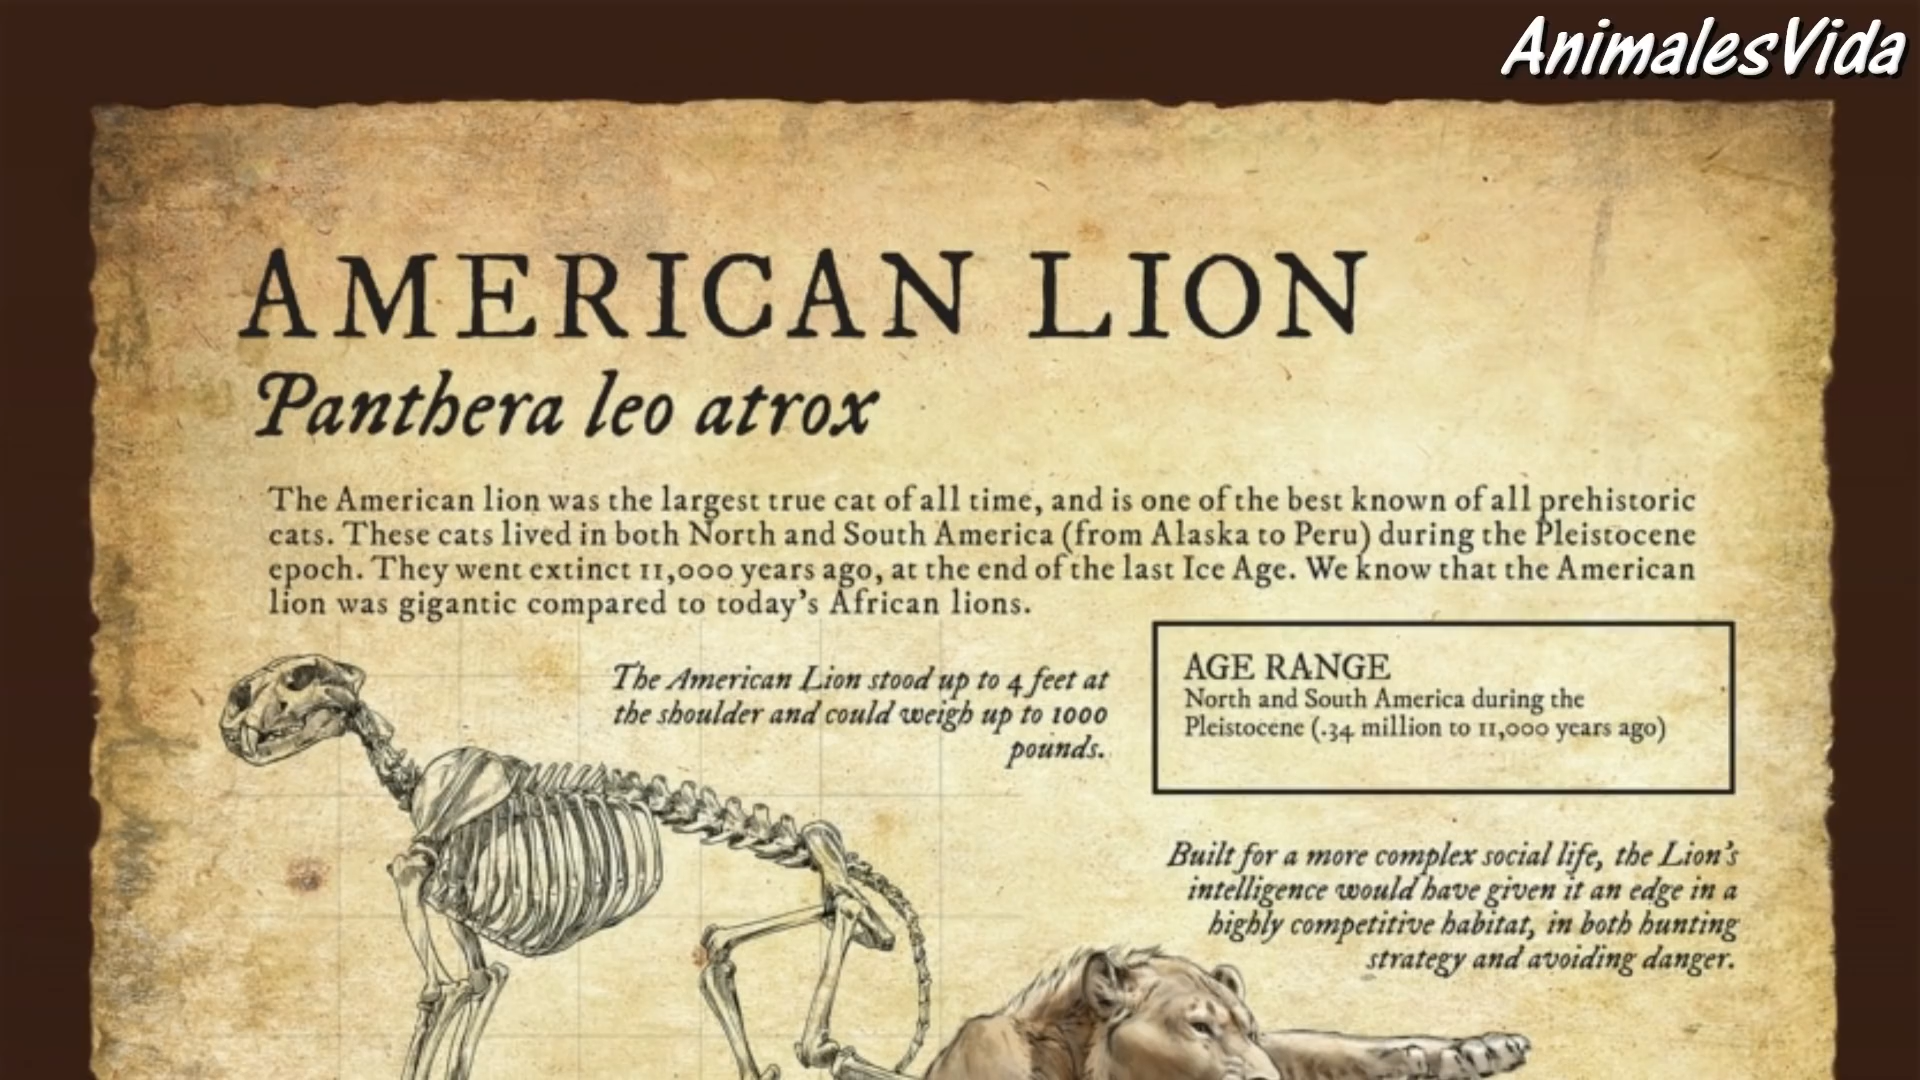 AnimalesVida
AMERICAN LION
Panthera leo atrox
The American lion was the largest true cat of all time, and is one of the best known of all prehistoric
cats. These cats lived in both North and South America (from Alaska to Peru) during the Pleistocene
epoch. They went extinct 11,000 years ago, at the end of the last Ice Age. We know that the American
lion was gigantic compared to today's African lions.
The American Lion stood up to 4 feet at
the shoulder and could weigh up to 1000
pounds.
AGE RANGE
North and South America during the
Pleistocene (.34 million to 11,000 years ago)
Built for a more complex social life, the Lion's
intelligence would have given it an edge in a
highly competitive habitat, in both hunting
strategy and avoiding danger.